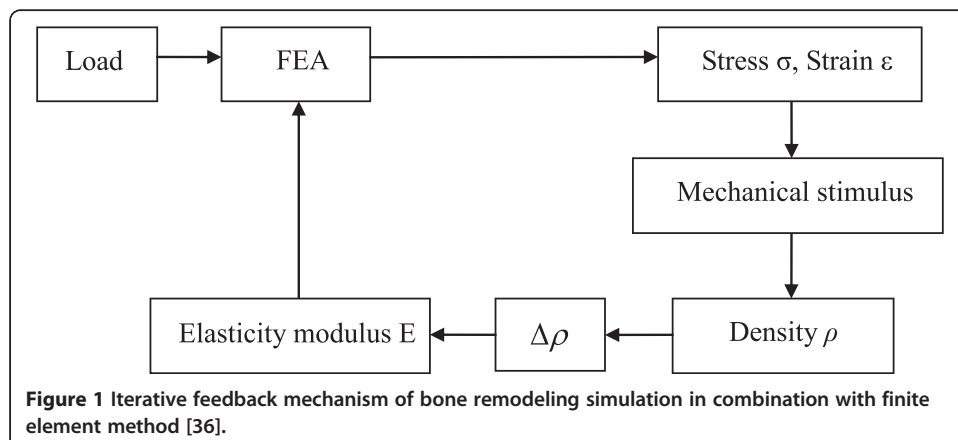 Load
FEA
Stress σ, Strain ε
Mechanical stimulus
Elasticity modulus E
Δρ
Density ρ
Figure 1 Iterative feedback mechanism of bone remodeling simulation in combination with finite
element method [36].